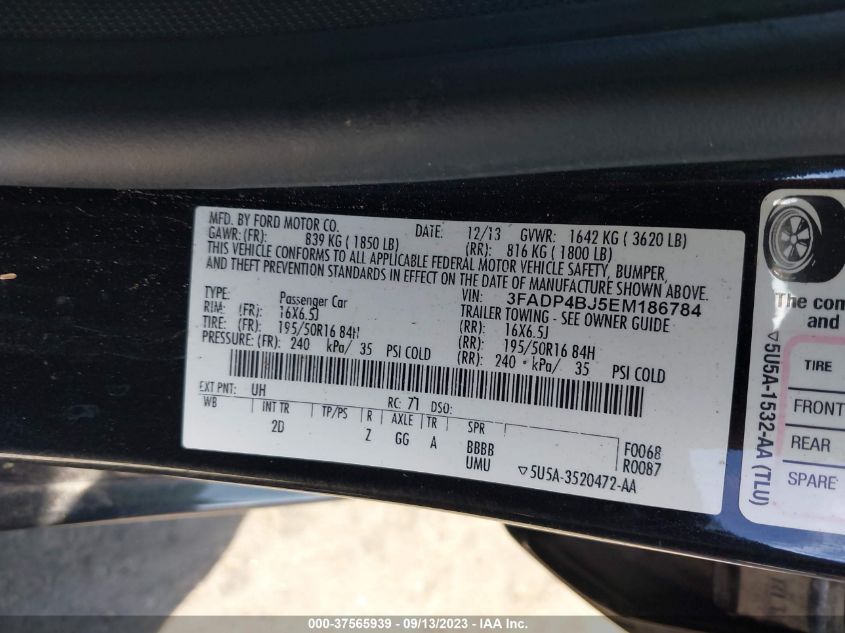 MFD. BY FORD MOTOR CO.
DATE: 12/13 GVWR: 1642 KG ( 3620 LB)
GAWR: (FR): 839 KG ( 1850 LB) (RR): 816 KG ( 1800 LB)
THIS VEHICLE CONFORMS TO ALL APPLICABLE FEDERAL MOTOR VEHICLE SAFETY, BUMPER,
AND THEFT PREVENTION STANDARDS IN EFFECT ON THE DATE OF MANUFACTURE SHOWN ABOVE.
VIN: 3FADP4BJ5EM186784
TYPE: Passenger Car TRAILER TOWING - SEE OWNER GUIDE
RIM: (FR): 16X6.5J (RR): 16X6.5J
TIRE: (FR): 195/50R16 84H (RR): 195/50R16 84H
PRESSURE: (FR): 240 kPa/ 35 PSI COLD (RR): 240 kPa/ 35 PSI COLD
EXT PNT: UH RC: 71 DSO:
WB INT TR TP/PS R AXLE TR SPR
2D Z GG A BBBB F0068
UMU R0087
▽5U5A-3520472-AA
The com
and
TIRE
FRONT
REAR
SPARE
▽5U5A-1532-AA (TLU)
000-37565939 - 09/13/2023 - IAA Inc.